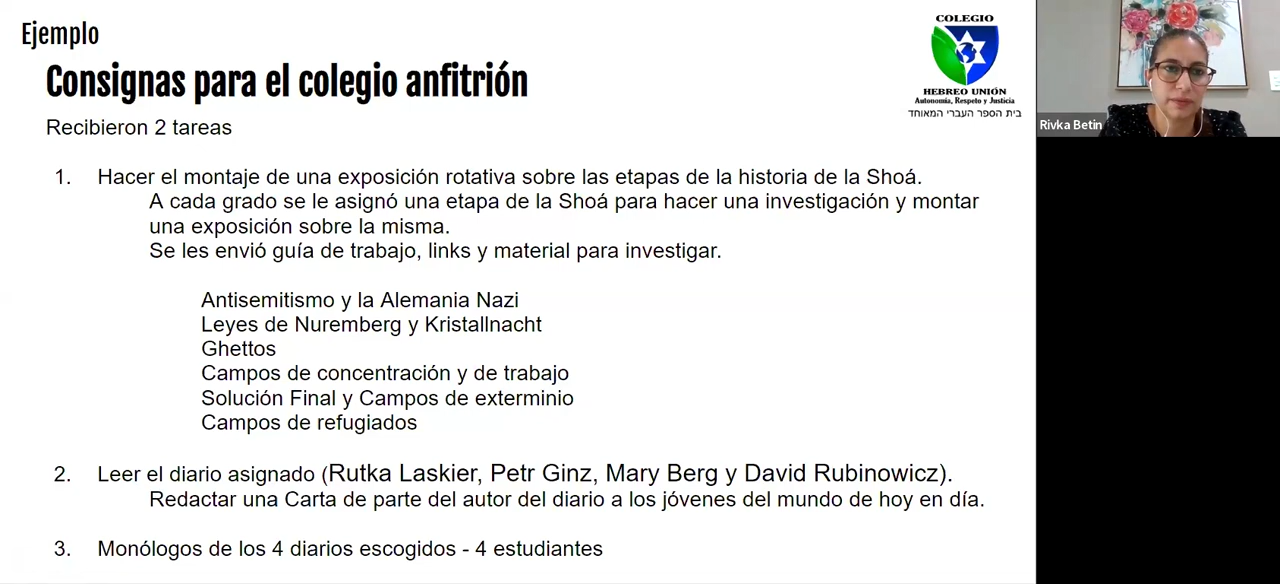 Ejemplo
Consignas para el colegio anfitrión
Recibieron 2 tareas
COLEGIO
HEBREO UNIÓN
Autonomía, Respeto y Justicia
בית הספר העברי המאוחד
Rivka Betin
1. Hacer el montaje de una exposición rotativa sobre las etapas de la historia de la Shoá.
A cada grado se le asignó una etapa de la Shoá para hacer una investigación y montar
una exposición sobre la misma.
Se les envió guía de trabajo, links y material para investigar.
Antisemitismo y la Alemania Nazi
Leyes de Nuremberg y Kristallnacht
Ghettos
Campos de concentración y de trabajo
Solución Final y Campos de exterminio
Campos de refugiados
2. Leer el diario asignado (Rutka Laskier, Petr Ginz, Mary Berg y David Rubinowicz).
Redactar una Carta de parte del autor del diario a los jóvenes del mundo de hoy en día.
3. Monólogos de los 4 diarios escogidos - 4 estudiantes